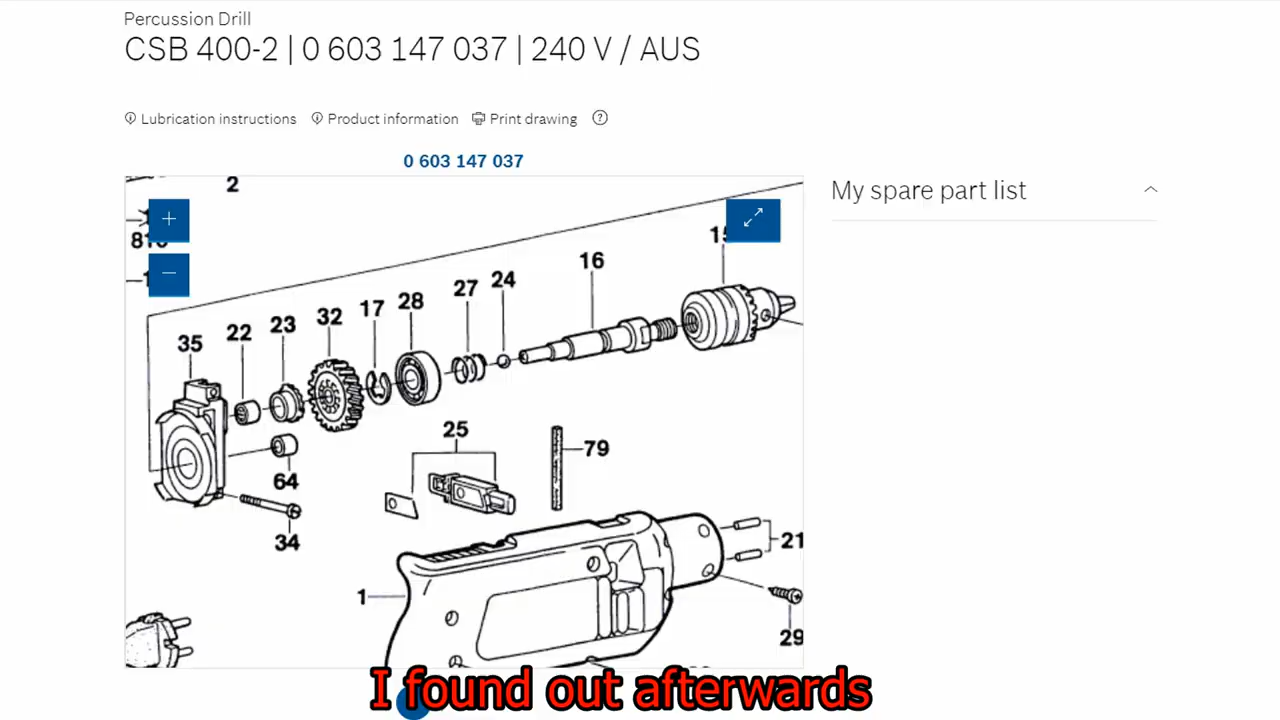 Percussion Drill
CSB 400-2 | 0 603 147 037 | 240 V / AUS
Lubrication instructions
Product information
Print drawing
?
0 603 147 037
My spare part list
2
+
−
16
24
27
28
17
32
23
22
35
25
79
64
34
21
1
29
I found out afterwards